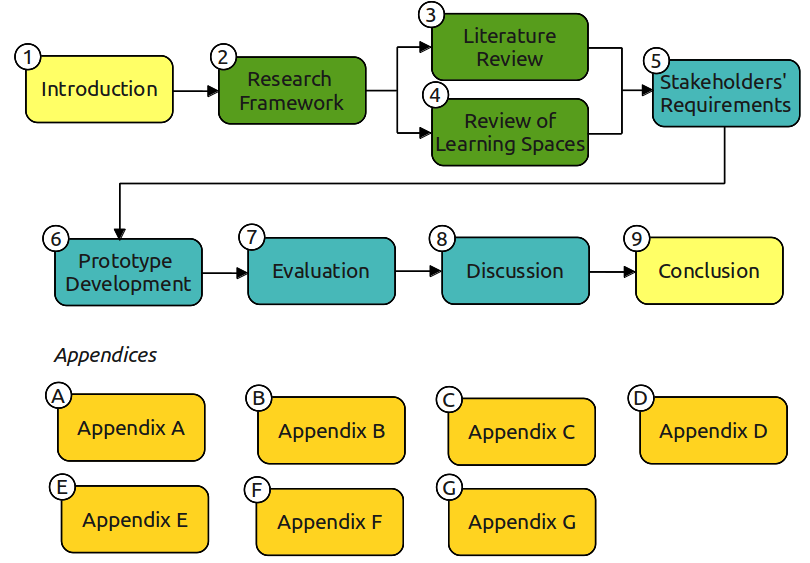 1
Introduction
2
Research
Framework
3
Literature
Review
4
Review of
Learning Spaces
5
Stakeholders'
Requirements
6
Prototype
Development
7
Evaluation
8
Discussion
9
Conclusion
Appendices
A
Appendix A
B
Appendix B
C
Appendix C
D
Appendix D
E
Appendix E
F
Appendix F
G
Appendix G